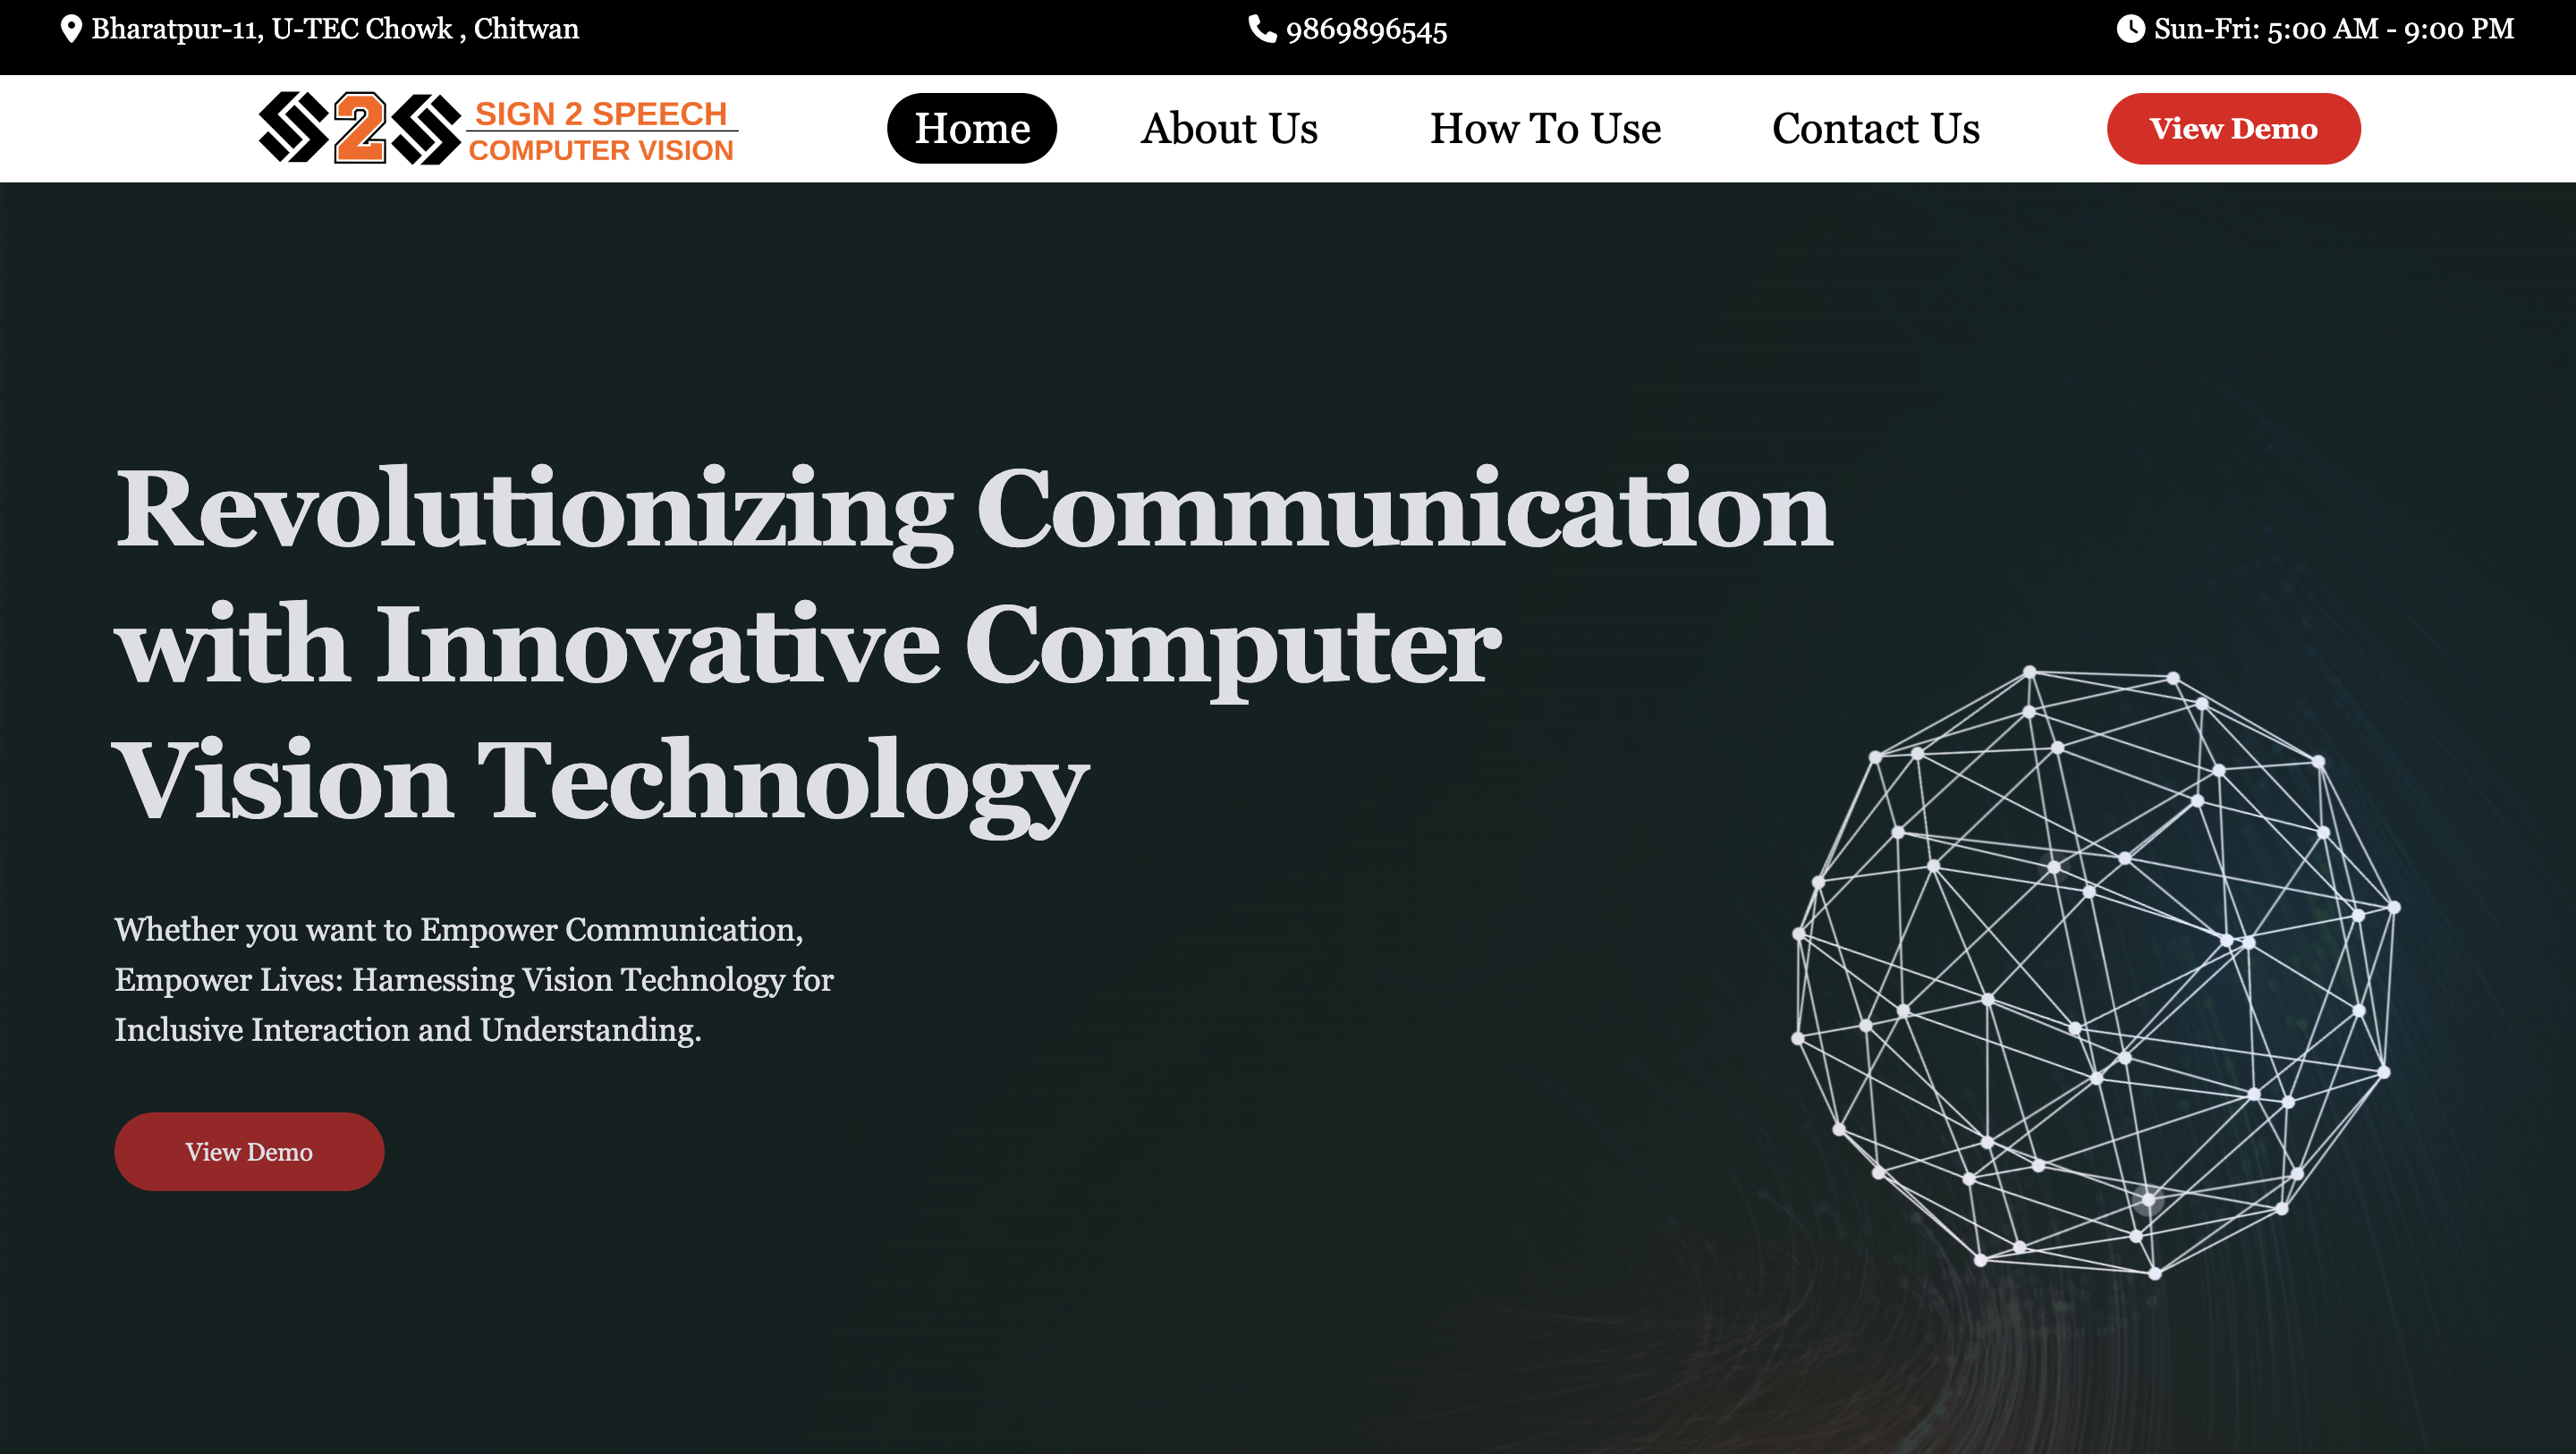 Bharatpur-11, U-TEC Chowk , Chitwan
9869896545
Sun-Fri: 5:00 AM - 9:00 PM
S2S
SIGN 2 SPEECH
COMPUTER VISION
Home
About Us
How To Use
Contact Us
View Demo
Revolutionizing Communication
with Innovative Computer
Vision Technology
Whether you want to Empower Communication,
Empower Lives: Harnessing Vision Technology for
Inclusive Interaction and Understanding.
View Demo